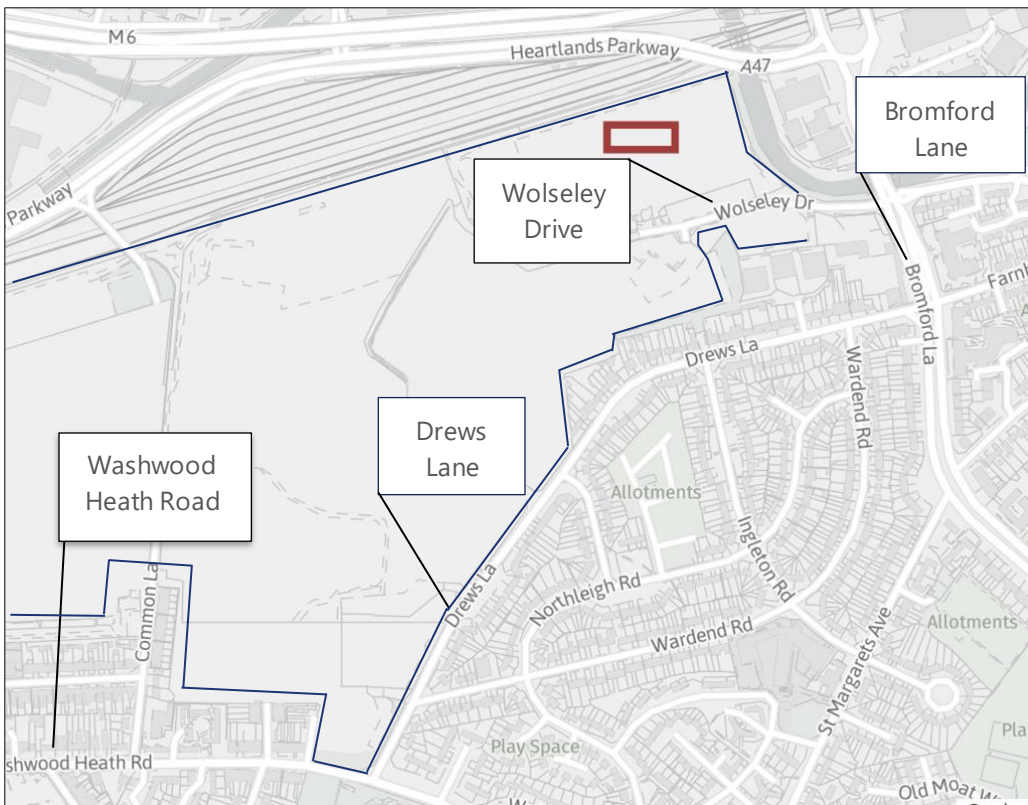 M6
Heartlands Parkway
A47
Bromford
Lane
Parkway
Wolseley
Drive
Wolseley Dr
Bromford La
Farnh
Drews La
Wardend Rd
Drews
Lane
Washwood
Heath Road
Allotments
Ingleton Rd
Common La
Drews La
Northleigh Rd
Wardend Rd
St Margarets Ave
Allotments
Play Space
Pla
shwood Heath Rd
Old Moat W